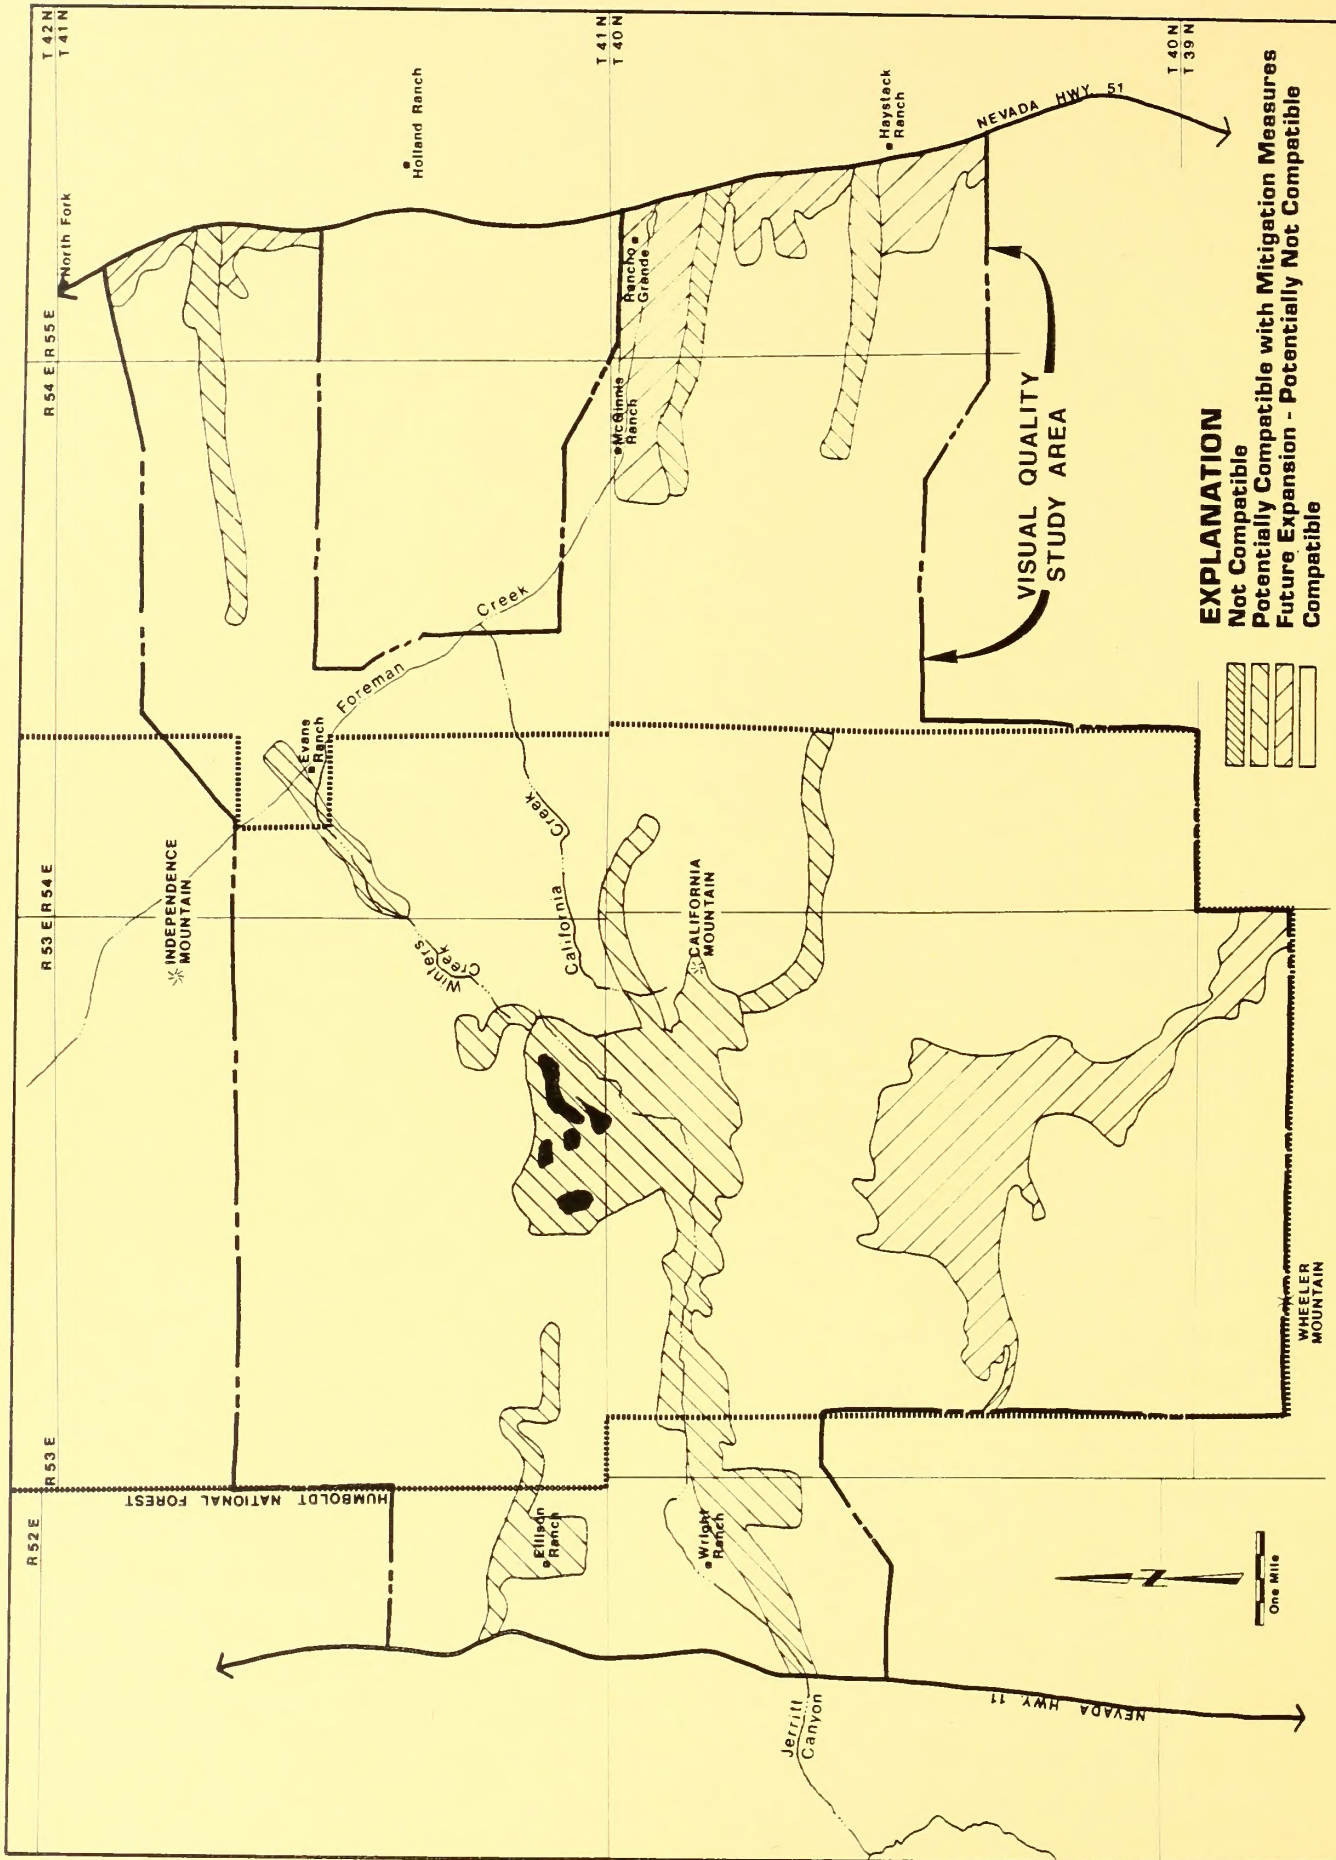 T 42 N
T 41 N
T 41 N
T 40 N
T 40 N
T 39 N
R 52 E
R 53 E
R 53 E
R 54 E
R 54 E
R 55 E
North Fork
Holland Ranch
Haystack
Ranch
NEVADA HWY. 51
Rancho
Grande
McGinnis
Ranch
Foreman
Creek
Evans
Ranch
INDEPENDENCE
MOUNTAIN
Winters
Creek
California
Creek
CALIFORNIA
MOUNTAIN
HUMBOLDT NATIONAL FOREST
Ellison
Ranch
Wright
Ranch
Jerritt
Canyon
NEVADA HWY 11
WHEELER
MOUNTAIN
N
One Mile
VISUAL QUALITY
STUDY AREA
EXPLANATION
Not Compatible
Potentially Compatible with Mitigation Measures
Future Expansion - Potentially Not Compatible
Compatible